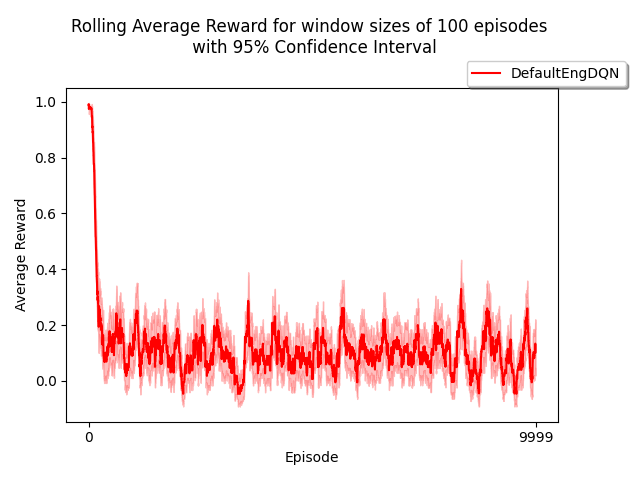 Rolling Average Reward for window sizes of 100 episodes
with 95% Confidence Interval
DefaultEngDQN
1.0
0.8
0.6
0.4
0.2
0.0
Average Reward
0
9999
Episode